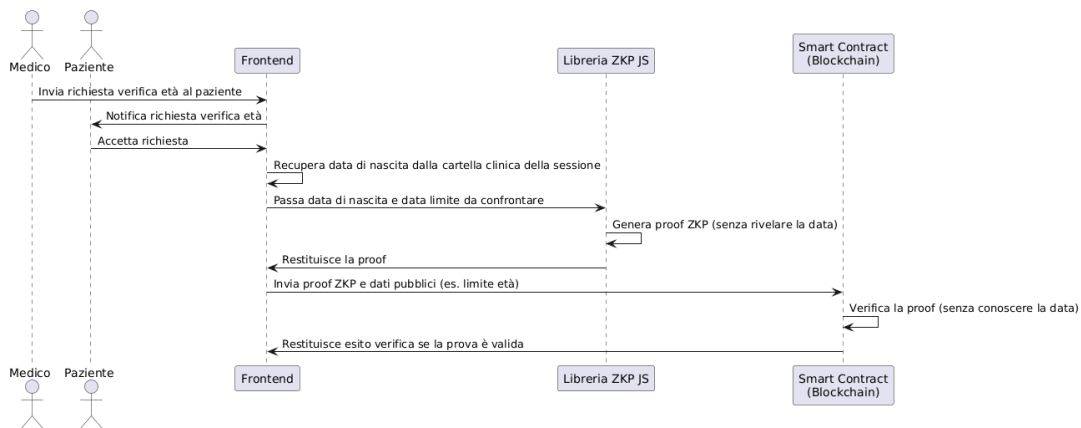 Medico
Paziente
Frontend
Libreria ZKP JS
Smart Contract
(Blockchain)
Invia richiesta verifica età al paziente
Notifica richiesta verifica età
Accetta richiesta
Recupera data di nascita dalla cartella clinica della sessione
Passa data di nascita e data limite da confrontare
Genera proof ZKP (senza rivelare la data)
Restituisce la proof
Invia proof ZKP e dati pubblici (es. limite età)
Verifica la proof (senza conoscere la data)
Restituisce esito verifica se la prova è valida
Medico
Paziente
Frontend
Libreria ZKP JS
Smart Contract
(Blockchain)